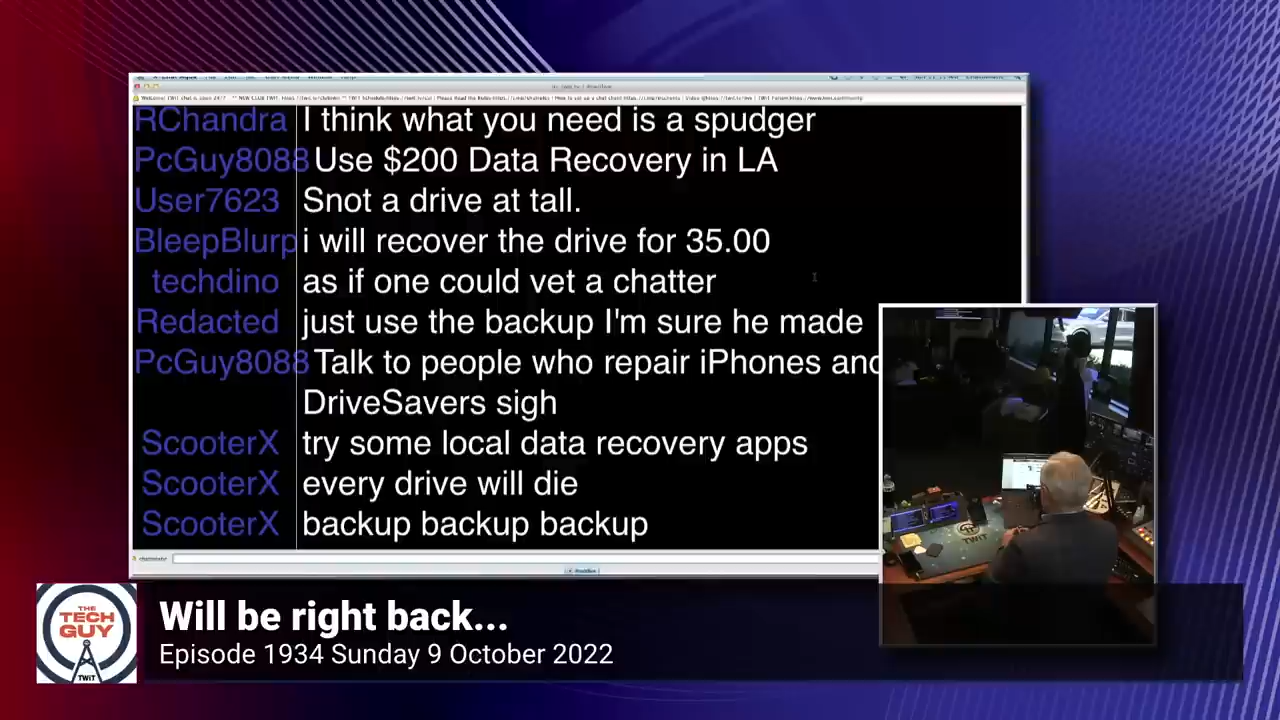 RChandra I think what you need is a spudger
PcGuy8088 Use $200 Data Recovery in LA
User7623 Snot a drive at tall.
BleepBlurp i will recover the drive for 35.00
techdino as if one could vet a chatter
Redacted just use the backup I'm sure he made
PcGuy8088 Talk to people who repair iPhones and
DriveSavers sigh
ScooterX try some local data recovery apps
ScooterX every drive will die
ScooterX backup backup backup
TWiT
THE
TECH
GUY
TWiT
Will be right back...
Episode 1934 Sunday 9 October 2022